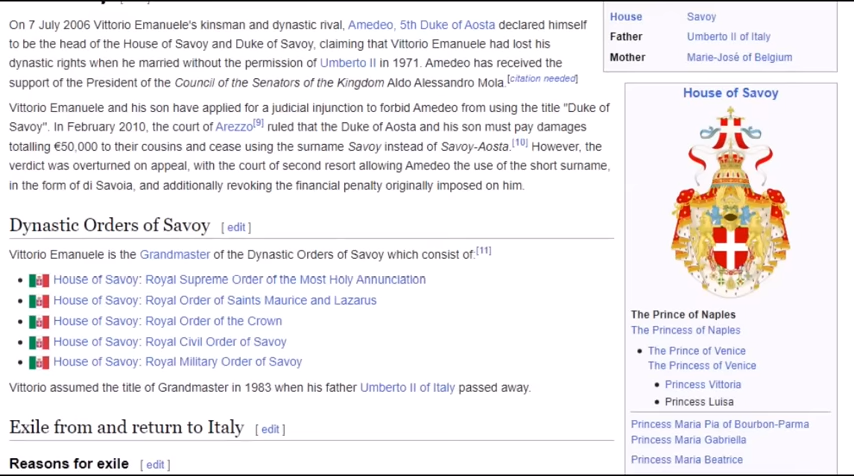 On 7 July 2006 Vittorio Emanuele's kinsman and dynastic rival, Amedeo, 5th Duke of Aosta declared himself
to be the head of the House of Savoy and Duke of Savoy, claiming that Vittorio Emanuele had lost his
dynastic rights when he married without the permission of Umberto II in 1971. Amedeo has received the
support of the President of the Council of the Senators of the Kingdom Aldo Alessandro Mola.[citation needed]
Vittorio Emanuele and his son have applied for a judicial injunction to forbid Amedeo from using the title "Duke of
Savoy". In February 2010, the court of Arezzo[9] ruled that the Duke of Aosta and his son must pay damages
totalling €50,000 to their cousins and cease using the surname Savoy instead of Savoy-Aosta.[10] However, the
verdict was overturned on appeal, with the court of second resort allowing Amedeo the use of the short surname,
in the form of di Savoia, and additionally revoking the financial penalty originally imposed on him.
Dynastic Orders of Savoy [ edit ]
Vittorio Emanuele is the Grandmaster of the Dynastic Orders of Savoy which consist of:[11]
House of Savoy: Royal Supreme Order of the Most Holy Annunciation
House of Savoy: Royal Order of Saints Maurice and Lazarus
House of Savoy: Royal Order of the Crown
House of Savoy: Royal Civil Order of Savoy
House of Savoy: Royal Military Order of Savoy
Vittorio assumed the title of Grandmaster in 1983 when his father Umberto II of Italy passed away.
Exile from and return to Italy [ edit ]
Reasons for exile [ edit ]
House Savoy
Father Umberto II of Italy
Mother Marie-José of Belgium
House of Savoy
The Prince of Naples
The Princess of Naples
The Prince of Venice
The Princess of Venice
Princess Vittoria
Princess Luisa
Princess Maria Pia of Bourbon-Parma
Princess Maria Gabriella
Princess Maria Beatrice